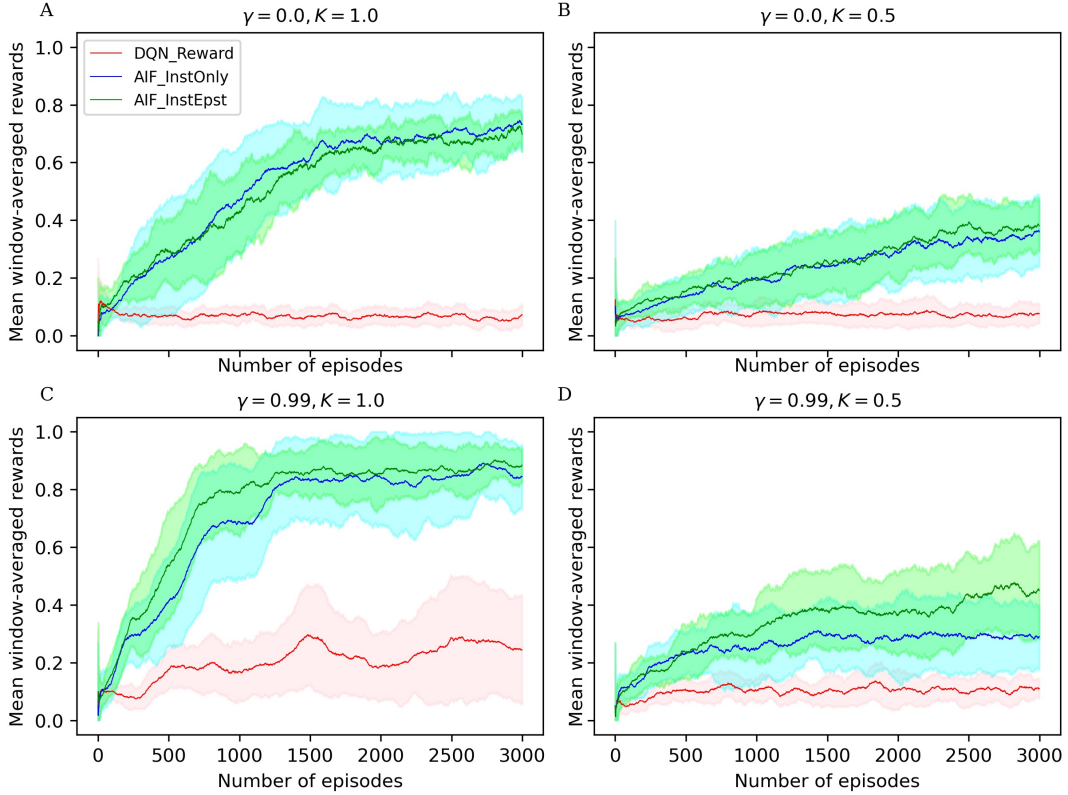 A
γ = 0.0, K = 1.0
Mean window-averaged rewards
1.0
0.8
0.6
0.4
0.2
0.0
DQN_Reward
AIF_InstOnly
AIF_InstEpst
Number of episodes
B
γ = 0.0, K = 0.5
Mean window-averaged rewards
Number of episodes
C
γ = 0.99, K = 1.0
Mean window-averaged rewards
1.0
0.8
0.6
0.4
0.2
0.0
0 500 1000 1500 2000 2500 3000
Number of episodes
D
γ = 0.99, K = 0.5
Mean window-averaged rewards
0 500 1000 1500 2000 2500 3000
Number of episodes